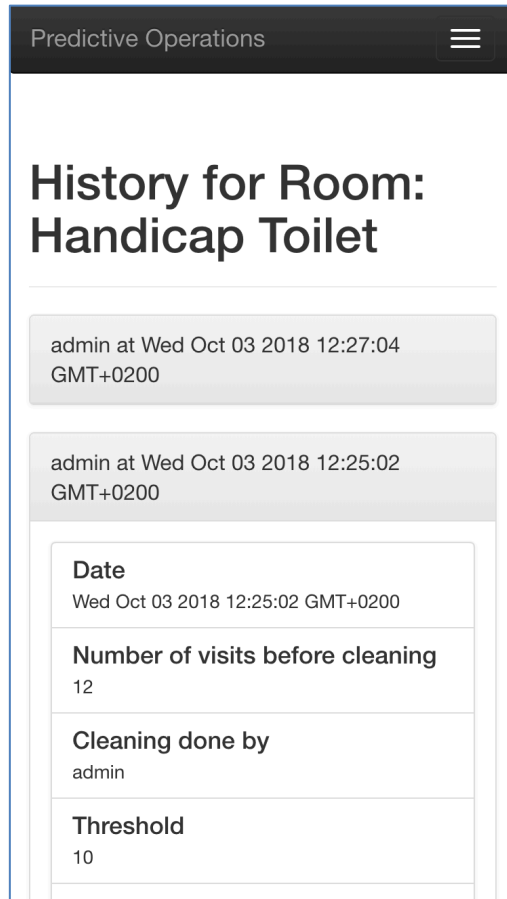 Predictive Operations
History for Room:
Handicap Toilet
admin at Wed Oct 03 2018 12:27:04
GMT+0200
admin at Wed Oct 03 2018 12:25:02
GMT+0200
Date
Wed Oct 03 2018 12:25:02 GMT+0200
Number of visits before cleaning
12
Cleaning done by
admin
Threshold
10